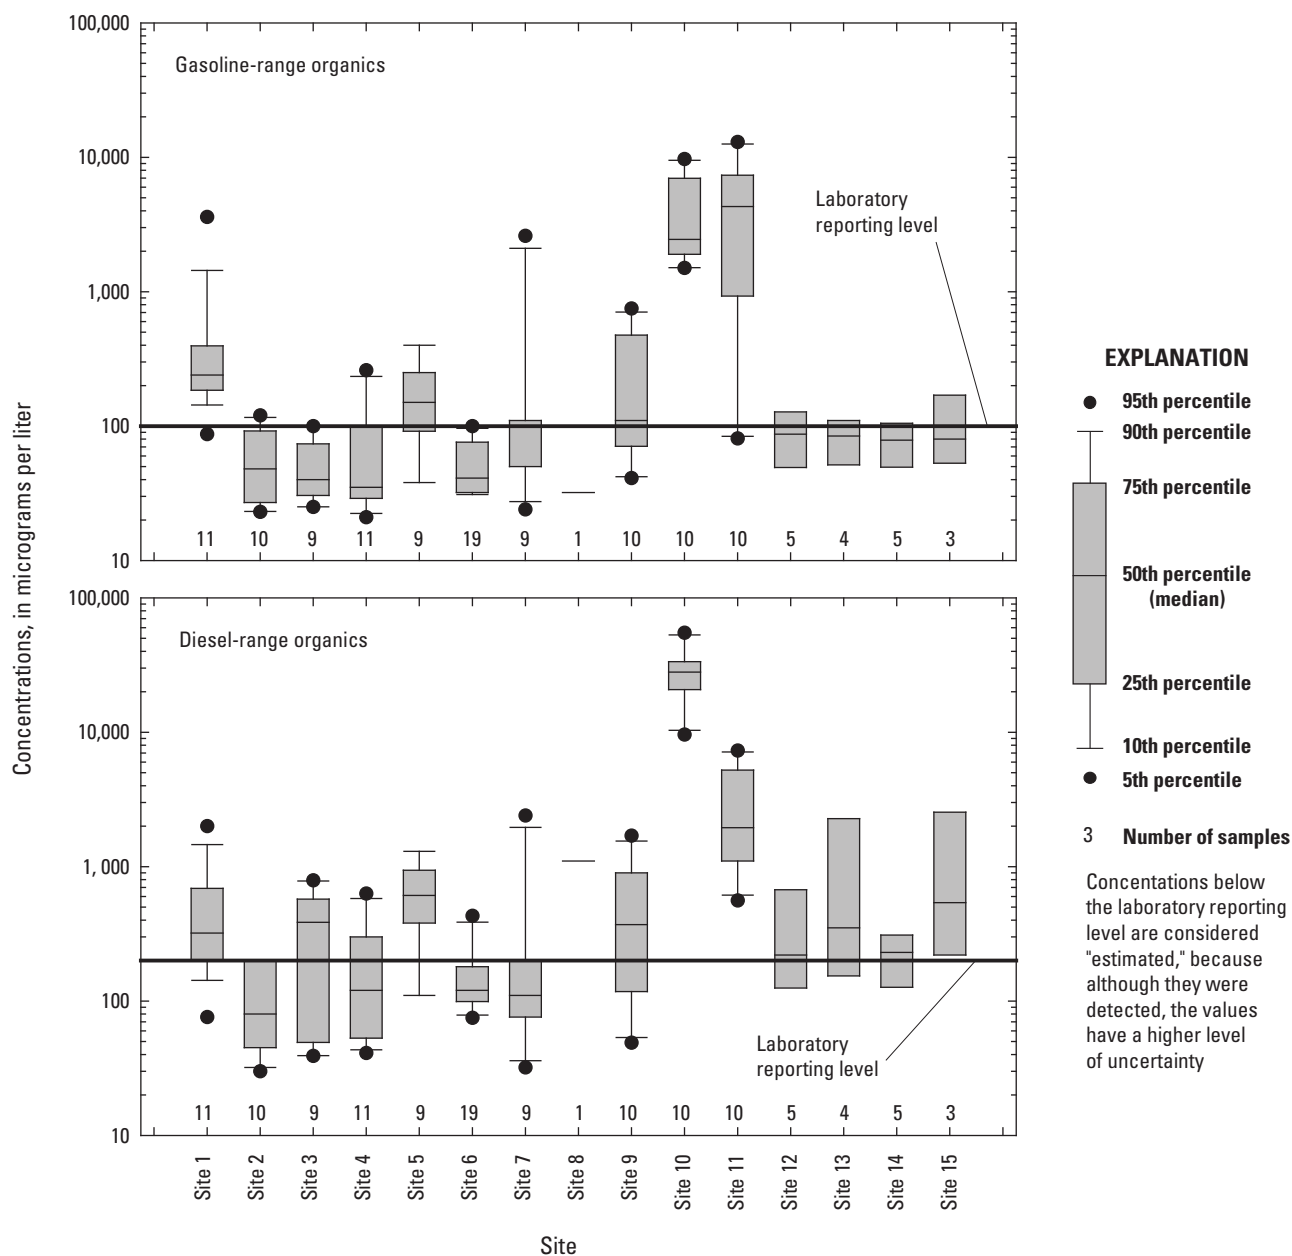 100,000
Gasoline-range organics
10,000
Laboratory
reporting level
1,000
100
11 10 9 11 9 19 9 1 10 10 10 5 4 5 3
10
Concentrations, in micrograms per liter
100,000
Diesel-range organics
10,000
1,000
100
Laboratory
reporting level
11 10 9 11 9 19 9 1 10 10 10 5 4 5 3
10
Site 1
Site 2
Site 3
Site 4
Site 5
Site 6
Site 7
Site 8
Site 9
Site 10
Site 11
Site 12
Site 13
Site 14
Site 15
Site
EXPLANATION
95th percentile
90th percentile
75th percentile
50th percentile
(median)
25th percentile
10th percentile
5th percentile
3 Number of samples
Concentations below
the laboratory reporting
level are considered
"estimated," because
although they were
detected, the values
have a higher level
of uncertainty